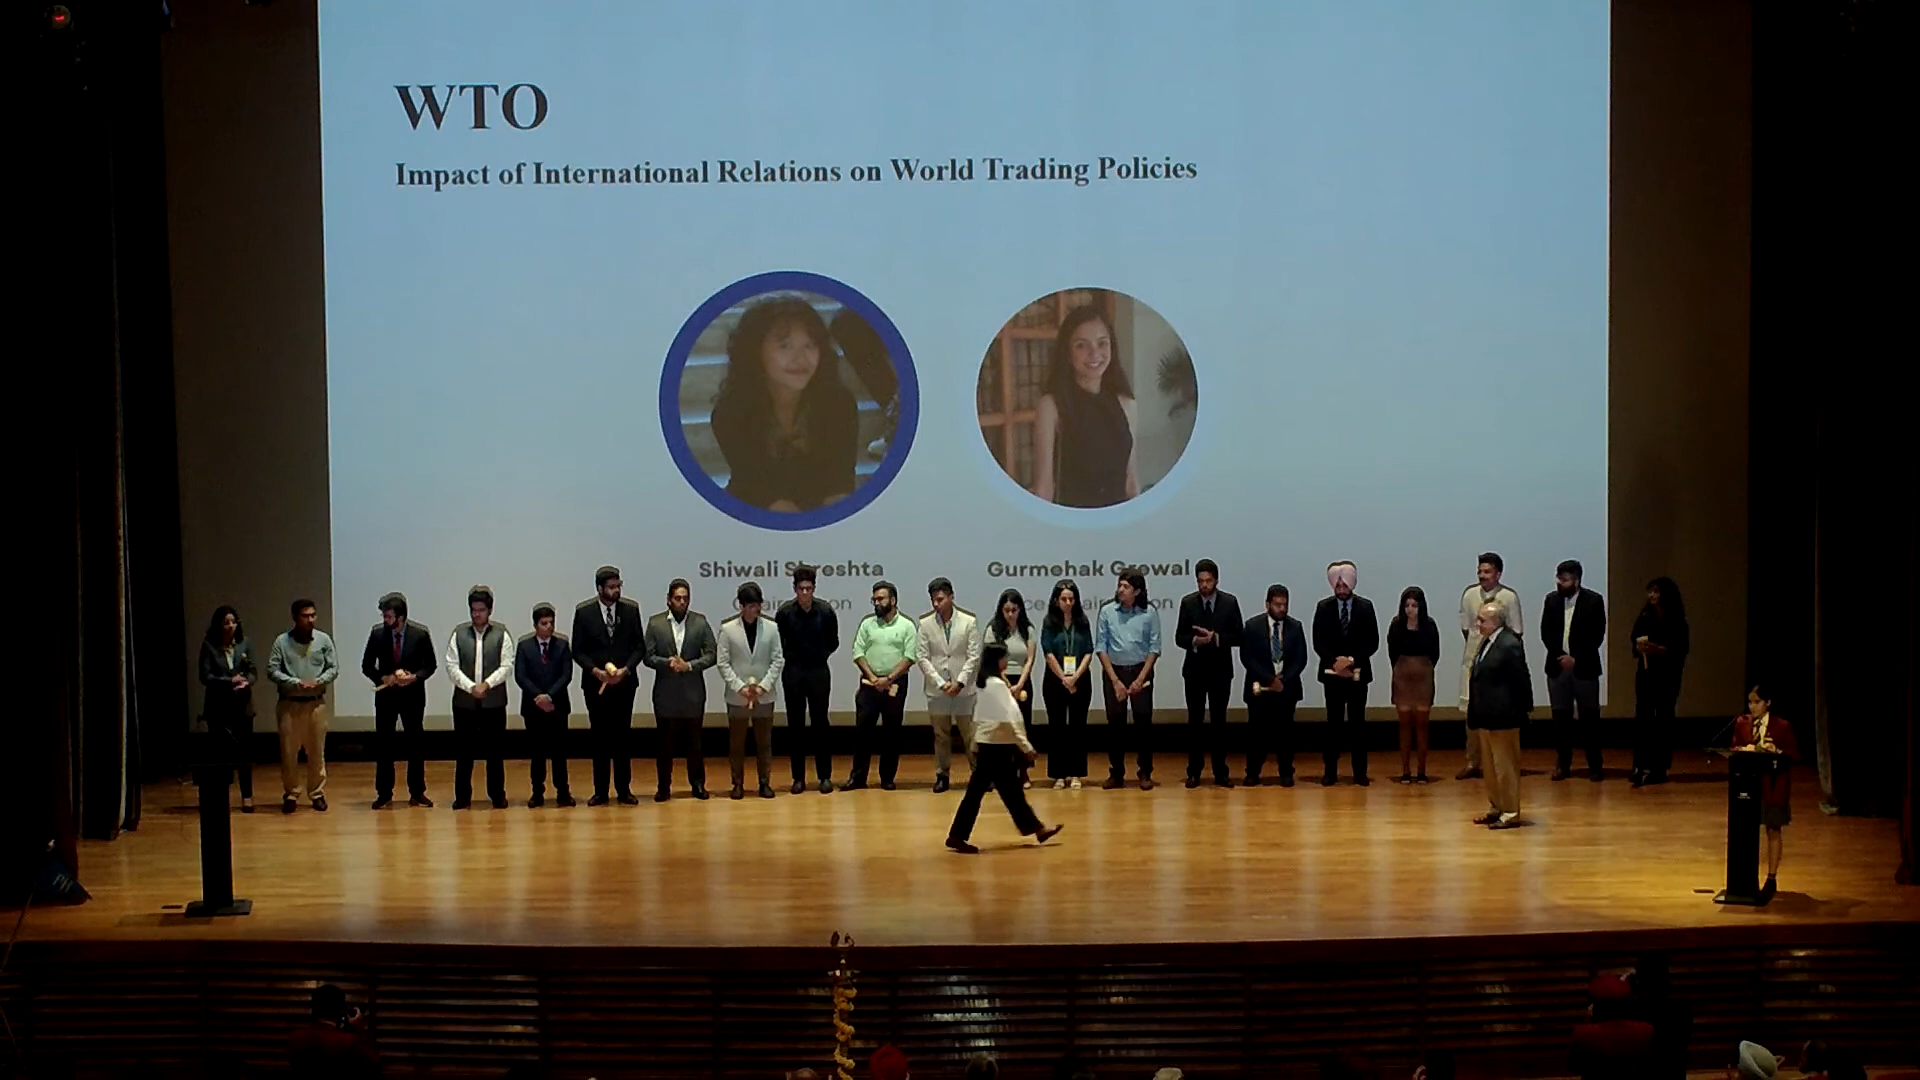 WTO
Impact of International Relations on World Trading Policies
Shiwali Shreshta
Gurmehak Grewal